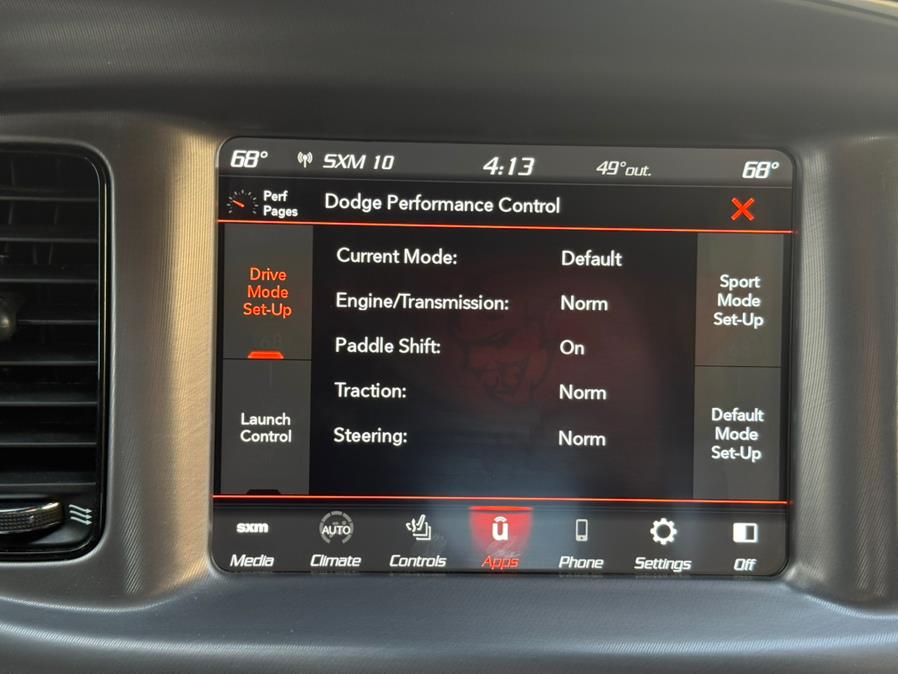 68° SXM 10 4:13 49°out. 68°
Perf
Pages
Dodge Performance Control
Drive
Mode
Set-Up
Launch
Control
Current Mode: Default
Engine/Transmission: Norm
Paddle Shift: On
Traction: Norm
Steering: Norm
Sport
Mode
Set-Up
Default
Mode
Set-Up
sxm
AUTO
ū
Media Climate Controls Apps Phone Settings Off